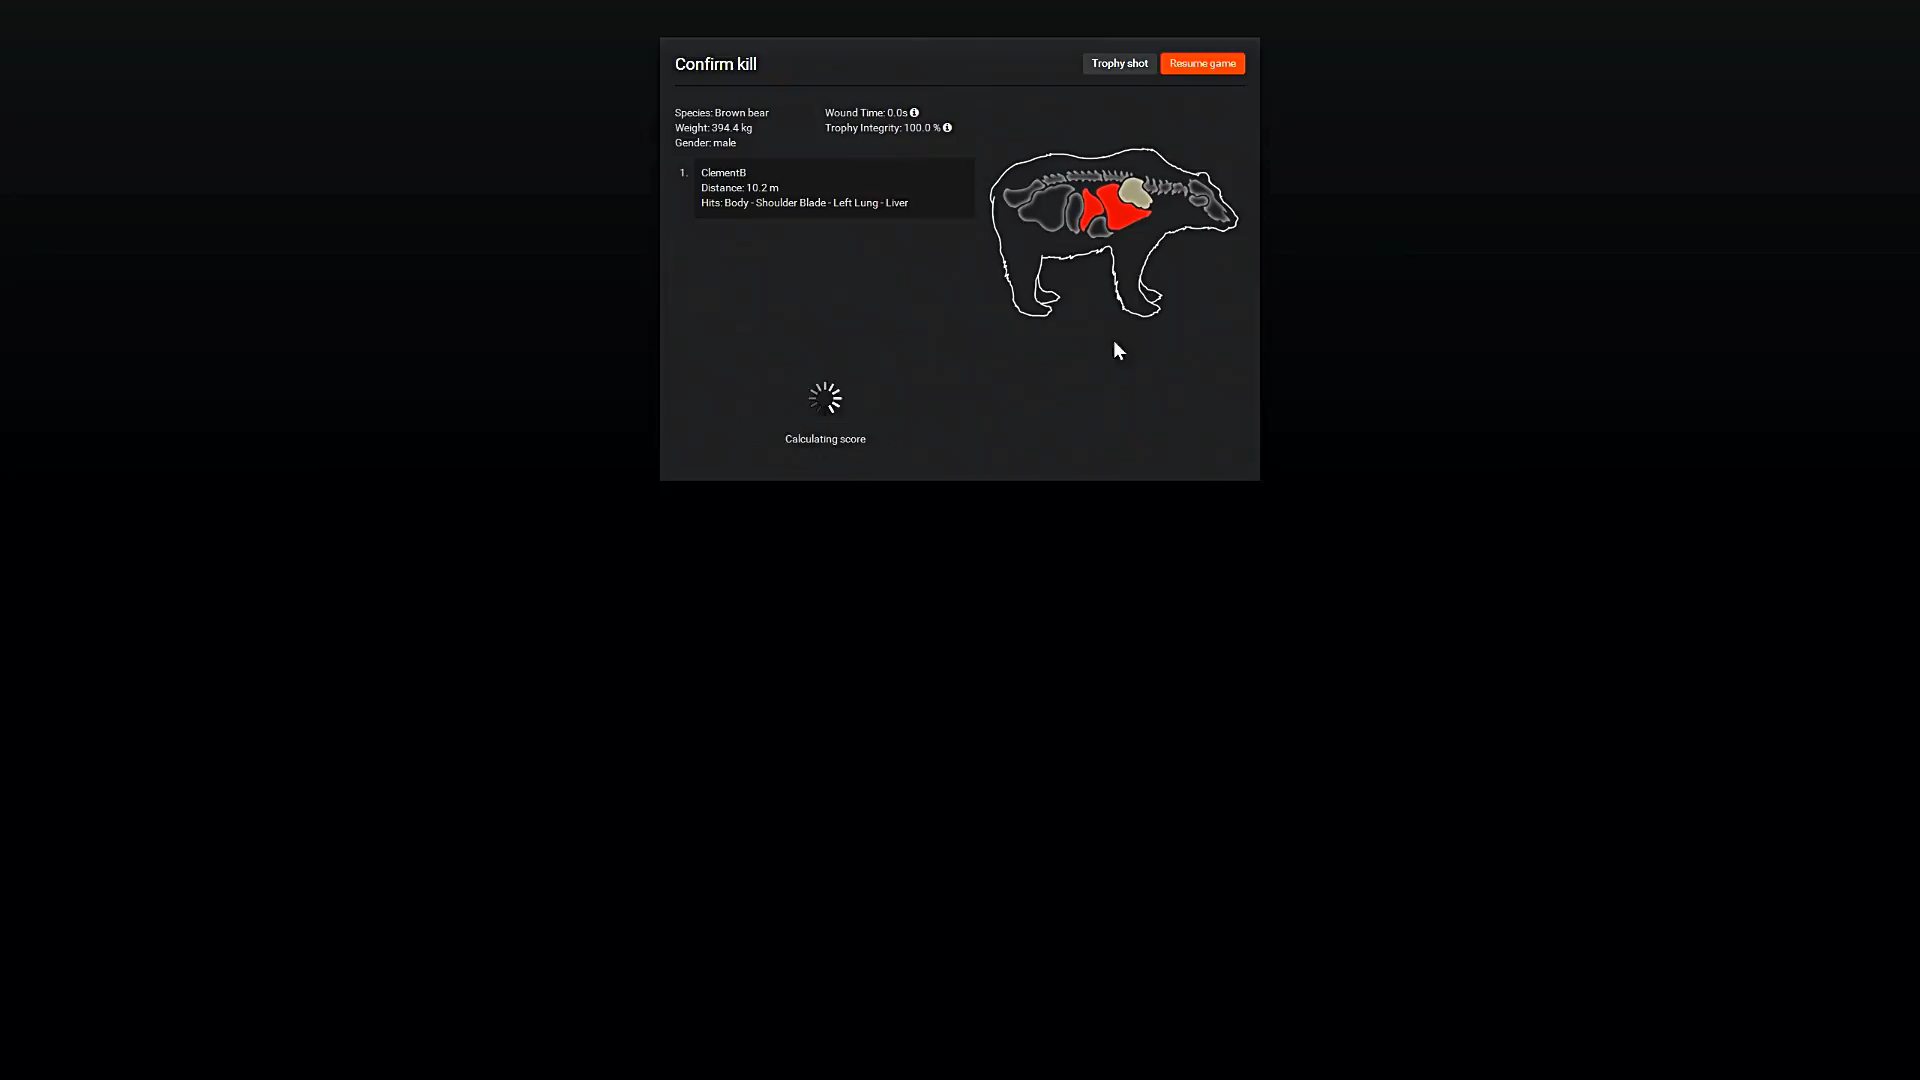 Confirm kill
Trophy shot
Resume game
Species: Brown bear
Weight: 394.4 kg
Gender: male
Wound Time: 0.0s
Trophy Integrity: 100.0 %
1.
ClementB
Distance: 10.2 m
Hits: Body - Shoulder Blade - Left Lung - Liver
Calculating score